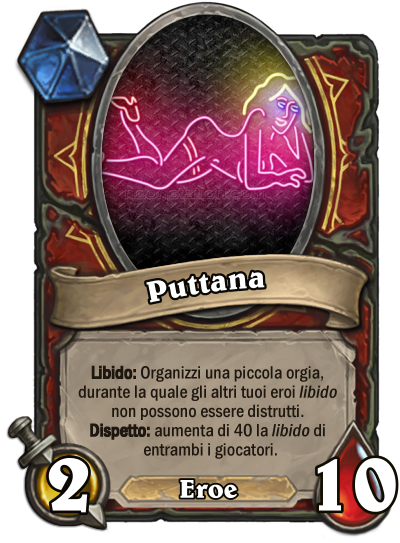 Puttana
Libido: Organizzi una piccola orgia,
durante la quale gli altri tuoi eroi libido
non possono essere distrutti.
Dispetto: aumenta di 40 la libido di
entrambi i giocatori.
2
Eroe
10